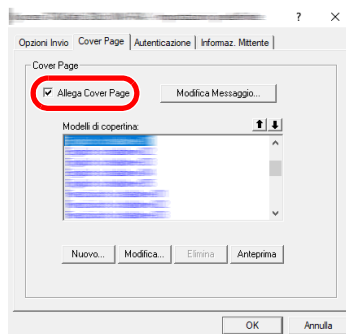 ?
Opzioni Invio Cover Page Autenticazione Informaz. Mittente
Cover Page
Allega Cover Page Modifica Messaggio...
Modelli di copertina:
Nuovo... Modifica... Elimina Anteprima
OK Annulla